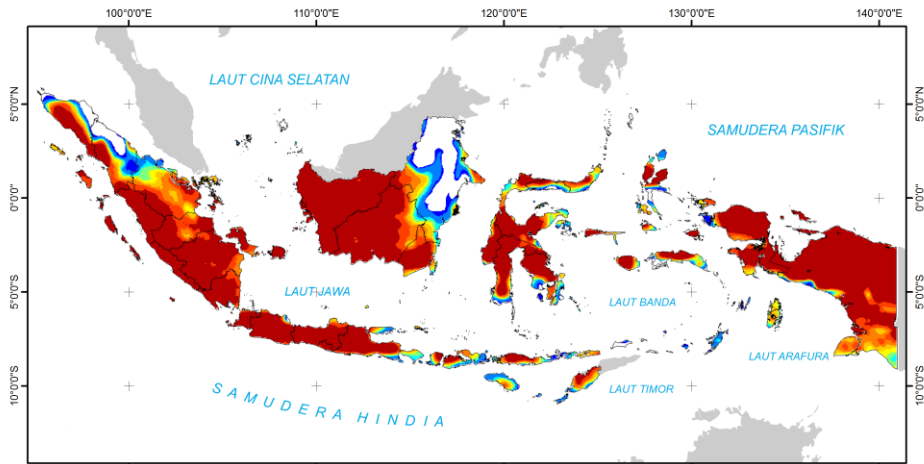 100°0'0"E 110°0'0"E 120°0'0"E 130°0'0"E 140°0'0"E
LAUT CINA SELATAN
5°0'0"N 5°0'0"N
SAMUDERA PASIFIK
0°0'0"S 0°0'0"S
LAUT JAWA
5°0'0"S 5°0'0"S
LAUT BANDA
LAUT ARAFURA
10°0'0"S 10°0'0"S
LAUT TIMOR
SAMUDERA HINDIA